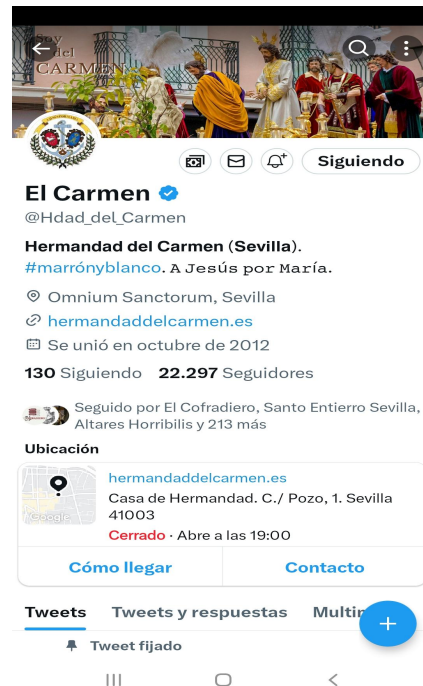 Soy
del
CARMEN
Siguiendo
El Carmen
@Hdad_del_Carmen
Hermandad del Carmen (Sevilla).
#marrónyblanco. A Jesús por María.
Omnium Sanctorum, Sevilla
hermandaddelcarmen.es
Se unió en octubre de 2012
130 Siguiendo 22.297 Seguidores
Seguido por El Cofradiero, Santo Entierro Sevilla,
Altares Horribilis y 213 más
Ubicación
hermandaddelcarmen.es
Casa de Hermandad. C./ Pozo, 1. Sevilla
41003
Google
Cerrado · Abre a las 19:00
Cómo llegar Contacto
Tweets Tweets y respuestas Multim
Tweet fijado